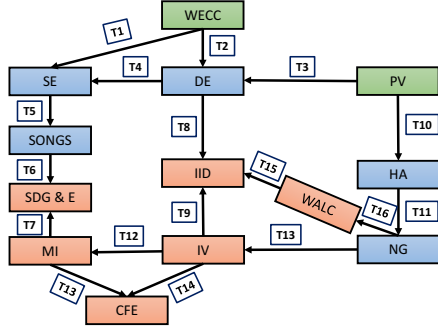 WECC
T1
T2
T4
T3
SE
DE
PV
T5
T8
T10
SONGS
T6
IID
T15
HA
SDG & E
WALC
T16
T11
T7
T9
T12
T13
MI
IV
NG
T13
T14
CFE